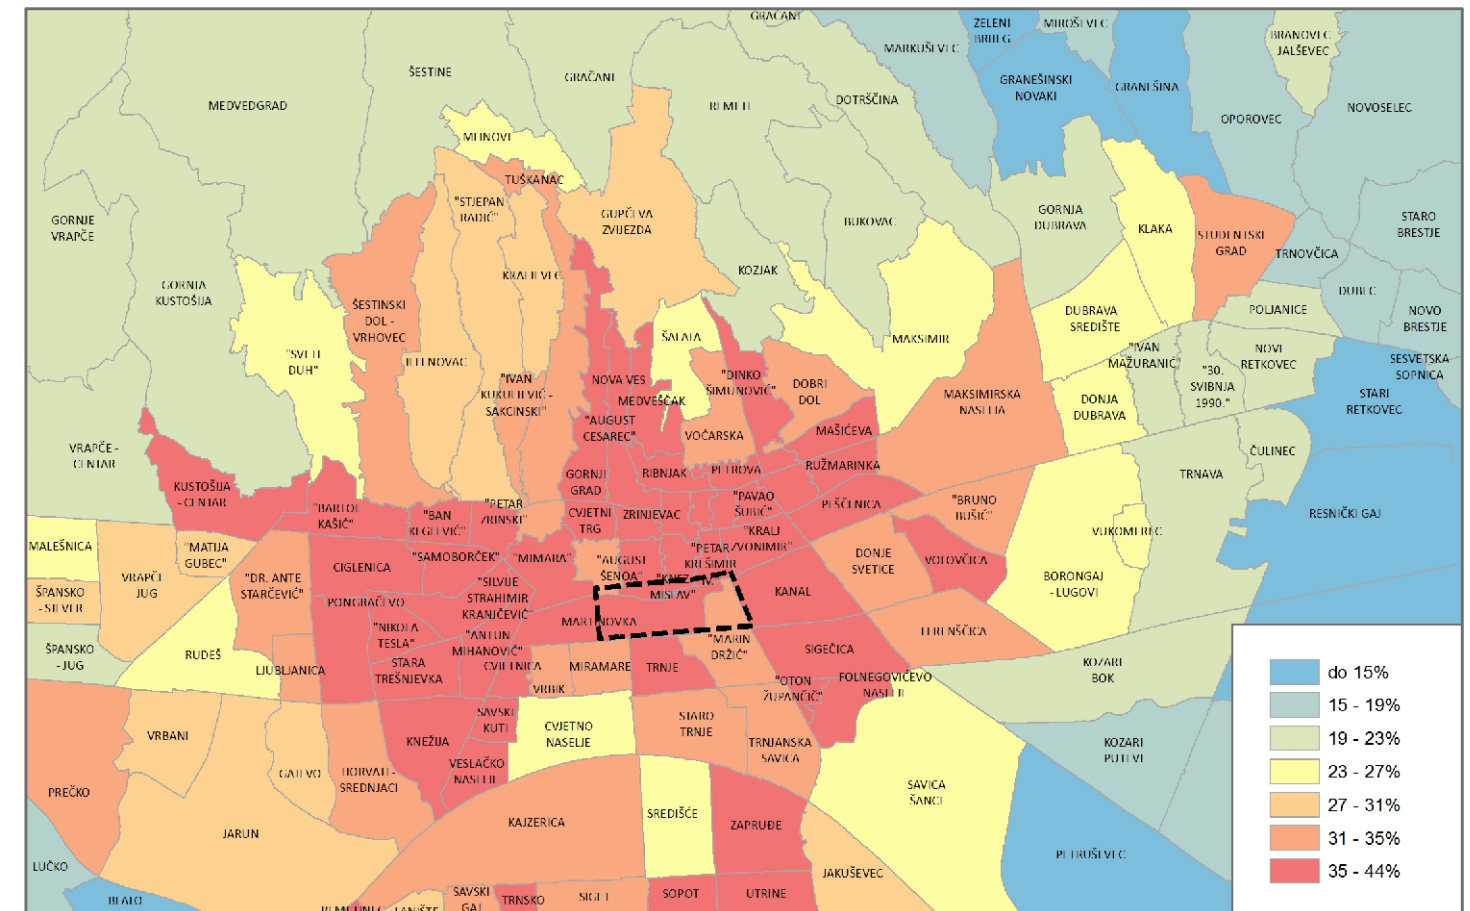 GRAČANI
ZELENI
BRIJEG
MIROŠEVEC
MARKUŠEVEC
BRANOVEC
JALŠEVEC
ŠESTINE
GRAČANI
GRANEŠINSKI
NOVAKI
GRANEŠINA
MEDVEDGRAD
REMETE
DOTRŠČINA
NOVOSELEC
OPOROVEC
MLINOVI
TUŠKANAC
"STJEPAN
RADIĆ"
GUPČEVA
ZVIJEZDA
BUKOVAC
GORNJA
DUBRAVA
KLAKA
STUDENTSKI
GRAD
STARO
BRESTJE
GORNJE
VRAPČE
TRNOVČICA
KRALJEVEC
KOZJAK
GORNJA
KUSTOŠIJA
DUBEC
ŠESTINSKI
DOL -
VRHOVEC
DUBRAVA
SREDIŠTE
POLJANICE
NOVO
BRESTJE
ŠALATA
MAKSIMIR
"SVETI
DUH"
JELENOVAC
"IVAN
MAŽURANIĆ"
NOVI
RETKOVEC
SESVETSKA
SOPNICA
"IVAN
KUKULJEVIĆ -
SAKCINSKI"
NOVA VES
"DINKO
ŠIMUNOVIĆ"
DOBRI
DOL
MAKSIMIRSKA
NASELJA
DONJA
DUBRAVA
"30.
SVIBNJA
1990."
STARI
RETKOVEC
MEDVEŠČAK
"AUGUST
CESAREC"
VOĆARSKA
MAŠIĆEVA
VRAPČE -
CENTAR
ČULINEC
GORNJI
GRAD
RIBNJAK
PETROVA
RUŽMARINKA
TRNAVA
KUSTOŠIJA
- CENTAR
"BARTOL
KAŠIĆ"
"BAN
KEGLEVIĆ"
"PETAR
ZRINSKI"
CVJETNI
TRG
ZRINJEVAC
"PAVAO
ŠUBIĆ"
PEŠČENICA
"BRUNO
BUŠIĆ"
RESNIČKI GAJ
MALEŠNICA
"MATIJA
GUBEC"
"KRALJ
ZVONIMIR"
VUKOMEREC
CIGLENICA
"SAMOBORČEK"
"MIMARA"
"AUGUST
ŠENOA"
"PETAR
KREŠIMIR
IV."
DONJE
SVETICE
VOLOVČICA
VRAPČE
JUG
"DR. ANTE
STARČEVIĆ"
BORONGAJ
- LUGOVI
ŠPANSKO
- SILVER
PONGRAČEVO
"SILVIJE
STRAHIMIR
KRANJČEVIĆ"
"KNEZ
MISLAV"
KANAL
MARTINOVKA
"NIKOLA
TESLA"
"ANTUN
MIHANOVIĆ"
FERENŠČICA
ŠPANSKO
- JUG
RUDEŠ
LJUBLJANICA
STARA
TREŠNJEVKA
CVJETNICA
MIRAMARE
TRNJE
"MARIN
DRŽIĆ"
SIGEČICA
KOZARI
BOK
VRBIK
"OTON
ŽUPANČIČ"
FOLNEGOVIĆEVO
NASELJE
SAVSKI
KUTI
CVJETNO
NASELJE
STARO
TRNJE
VRBANI
KNEŽIJA
TRNJANSKA
SAVICA
KOZARI
PUTEVI
GAJEVO
HORVATI -
SREDNJACI
VESLAČKO
NASELJE
PREČKO
SAVICA
ŠANCI
SREDIŠĆE
KAJZERICA
ZAPRUĐE
JARUN
PETRUŠEVEC
LUČKO
JAKUŠEVEC
BLATO
REMETINEC
LANIŠTE
SAVSKI
GAJ
TRNSKO
SIGET
SOPOT
UTRINE
do 15%
15 - 19%
19 - 23%
23 - 27%
27 - 31%
31 - 35%
35 - 44%